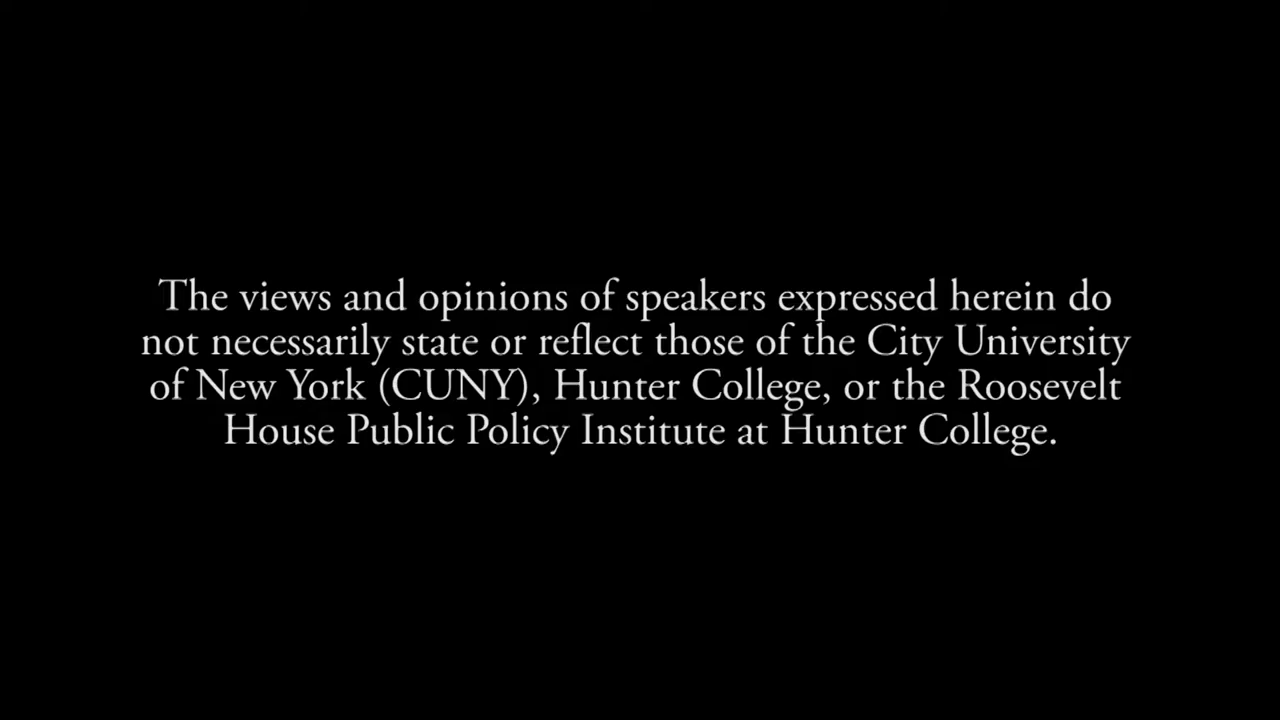 The views and opinions of speakers expressed herein do
not necessarily state or reflect those of the City University
of New York (CUNY), Hunter College, or the Roosevelt
House Public Policy Institute at Hunter College.